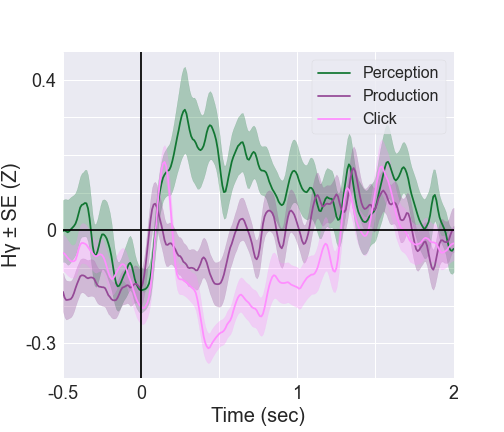 Perception
Production
Click
0.4
0
-0.3
Hγ ± SE (Z)
-0.5
0
1
2
Time (sec)